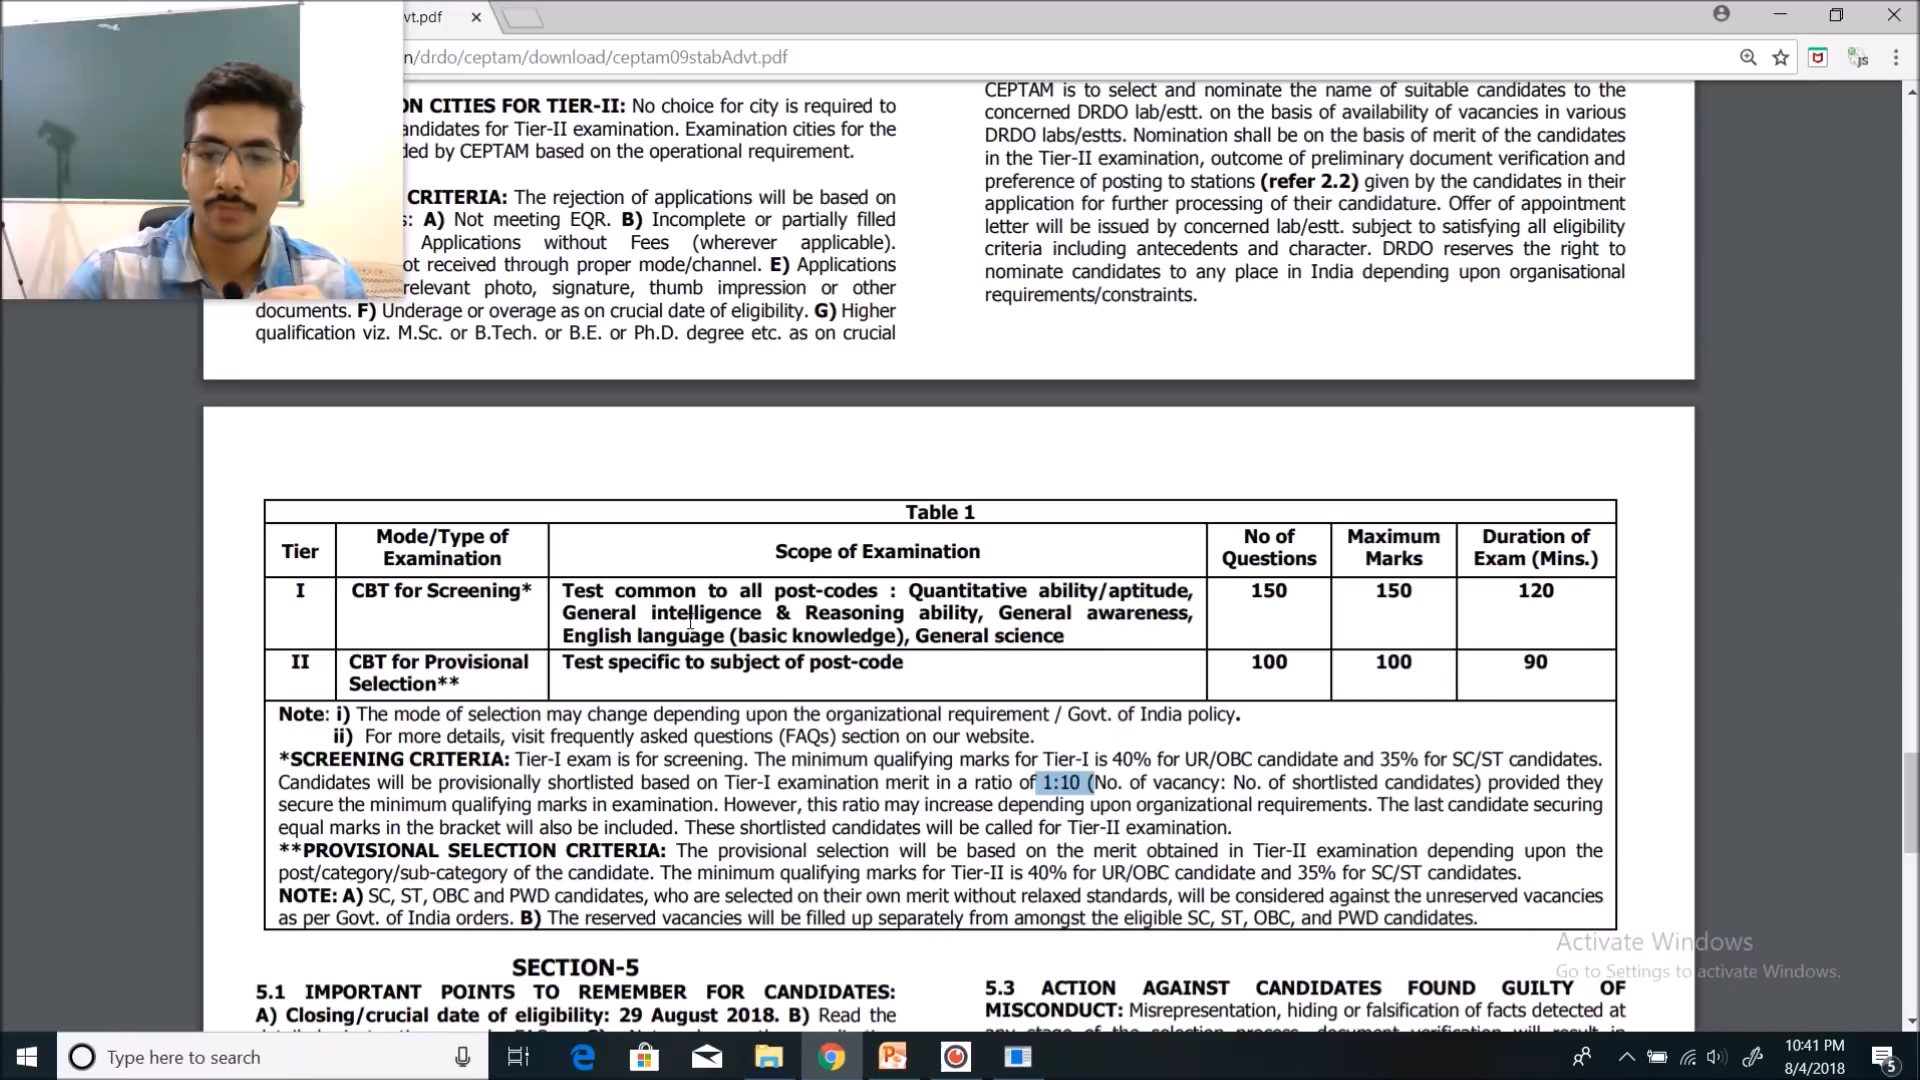 vt.pdf
n/drdo/ceptam/download/ceptam09stabAdvt.pdf
ON CITIES FOR TIER-II: No choice for city is required to
andidates for Tier-II examination. Examination cities for the
ded by CEPTAM based on the operational requirement.
CRITERIA: The rejection of applications will be based on
s: A) Not meeting EQR. B) Incomplete or partially filled
Applications without Fees (wherever applicable).
ot received through proper mode/channel. E) Applications
relevant photo, signature, thumb impression or other
documents. F) Underage or overage as on crucial date of eligibility. G) Higher
qualification viz. M.Sc. or B.Tech. or B.E. or Ph.D. degree etc. as on crucial
CEPTAM is to select and nominate the name of suitable candidates to the
concerned DRDO lab/estt. on the basis of availability of vacancies in various
DRDO labs/estts. Nomination shall be on the basis of merit of the candidates
in the Tier-II examination, outcome of preliminary document verification and
preference of posting to stations (refer 2.2) given by the candidates in their
application for further processing of their candidature. Offer of appointment
letter will be issued by concerned lab/estt. subject to satisfying all eligibility
criteria including antecedents and character. DRDO reserves the right to
nominate candidates to any place in India depending upon organisational
requirements/constraints.
Table 1
Tier Mode/Type of Examination Scope of Examination No of Questions Maximum Marks Duration of Exam (Mins.)
I CBT for Screening* Test common to all post-codes : Quantitative ability/aptitude, 150 150 120
General intelligence & Reasoning ability, General awareness,
English language (basic knowledge), General science
II CBT for Provisional Selection** Test specific to subject of post-code 100 100 90
Note: i) The mode of selection may change depending upon the organizational requirement / Govt. of India policy.
ii) For more details, visit frequently asked questions (FAQs) section on our website.
*SCREENING CRITERIA: Tier-I exam is for screening. The minimum qualifying marks for Tier-I is 40% for UR/OBC candidate and 35% for SC/ST candidates.
Candidates will be provisionally shortlisted based on Tier-I examination merit in a ratio of 1:10 (No. of vacancy: No. of shortlisted candidates) provided they
secure the minimum qualifying marks in examination. However, this ratio may increase depending upon organizational requirements. The last candidate securing
equal marks in the bracket will also be included. These shortlisted candidates will be called for Tier-II examination.
**PROVISIONAL SELECTION CRITERIA: The provisional selection will be based on the merit obtained in Tier-II examination depending upon the
post/category/sub-category of the candidate. The minimum qualifying marks for Tier-II is 40% for UR/OBC candidate and 35% for SC/ST candidates.
NOTE: A) SC, ST, OBC and PWD candidates, who are selected on their own merit without relaxed standards, will be considered against the unreserved vacancies
as per Govt. of India orders. B) The reserved vacancies will be filled up separately from amongst the eligible SC, ST, OBC, and PWD candidates.
SECTION-5
5.1 IMPORTANT POINTS TO REMEMBER FOR CANDIDATES:
A) Closing/crucial date of eligibility: 29 August 2018. B) Read the
5.3 ACTION AGAINST CANDIDATES FOUND GUILTY OF
MISCONDUCT: Misrepresentation, hiding or falsification of facts detected at
Activate Windows
Go to Settings to activate Windows.
Type here to search
10:41 PM
8/4/2018
5